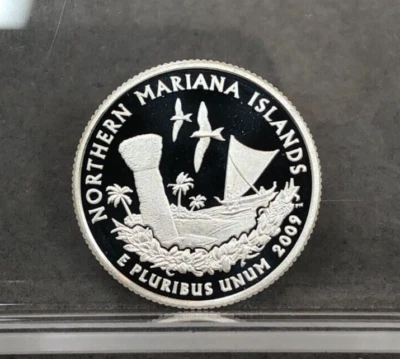 NORTHERN MARIANA ISLANDS
E PLURIBUS UNUM 2009